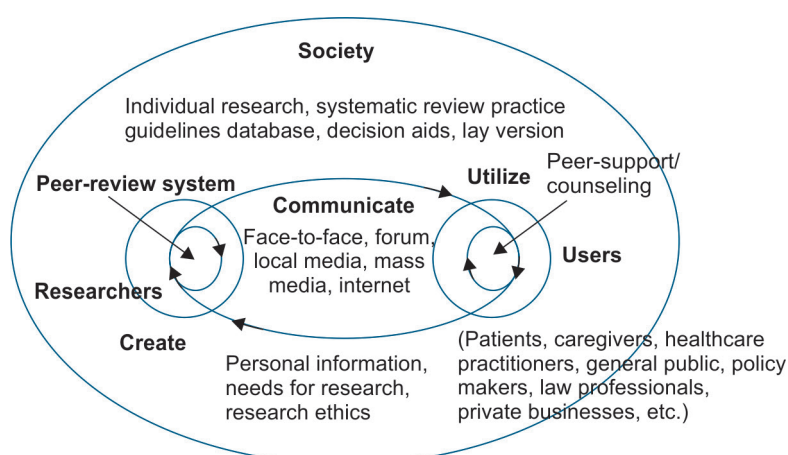 Society
Individual research, systematic review practice
guidelines database, decision aids, lay version
Peer-review system
Utilize
Peer-support/
counseling
Communicate
Face-to-face, forum,
local media, mass
media, internet
Users
Researchers
Create
Personal information,
needs for research,
research ethics
(Patients, caregivers, healthcare
practitioners, general public, policy
makers, law professionals,
private businesses, etc.)